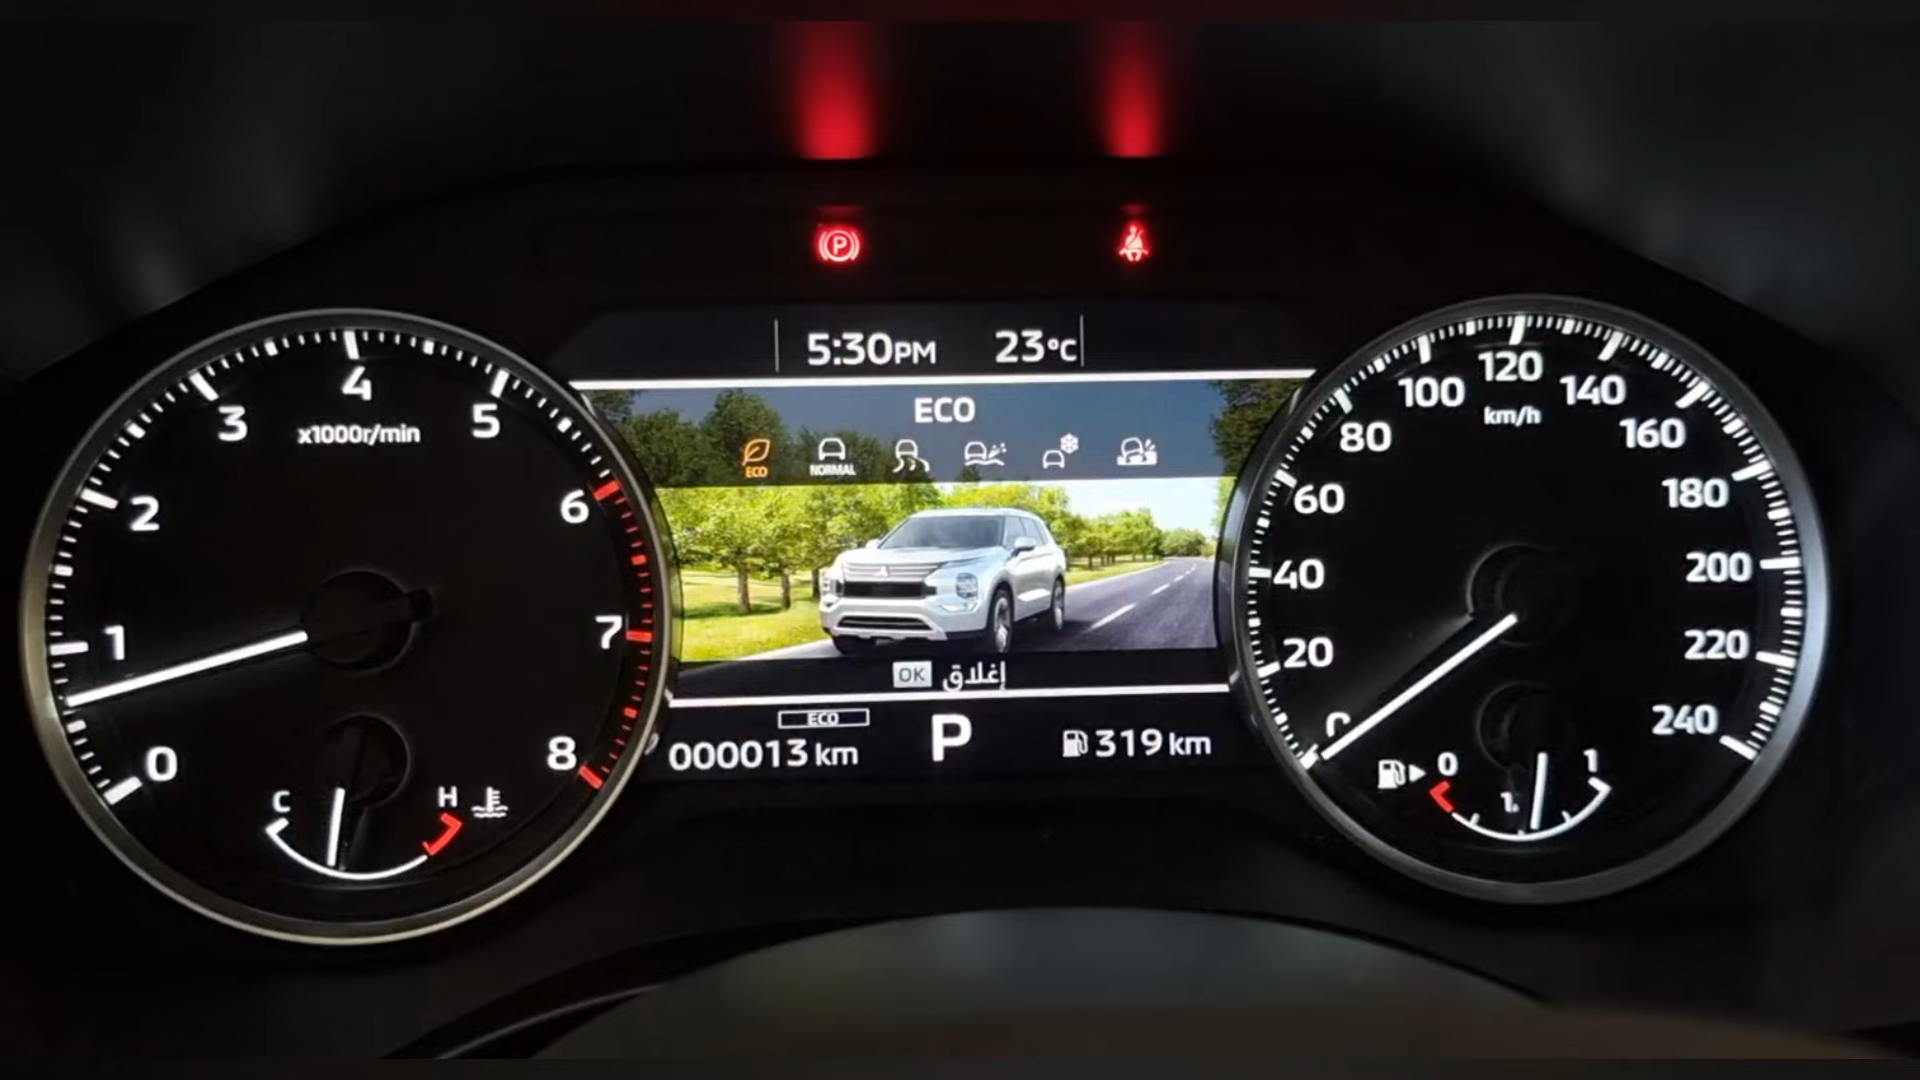 P
5:30PM 23°C
ECO
ECO NORMAL
OK إغلاق
ECO
000013 km P 319 km
0 1 2 3 4 5 6 7 8
x1000r/min
C H
0 20 40 60 80 100 120 140 160 180 200 220 240
km/h
0 1